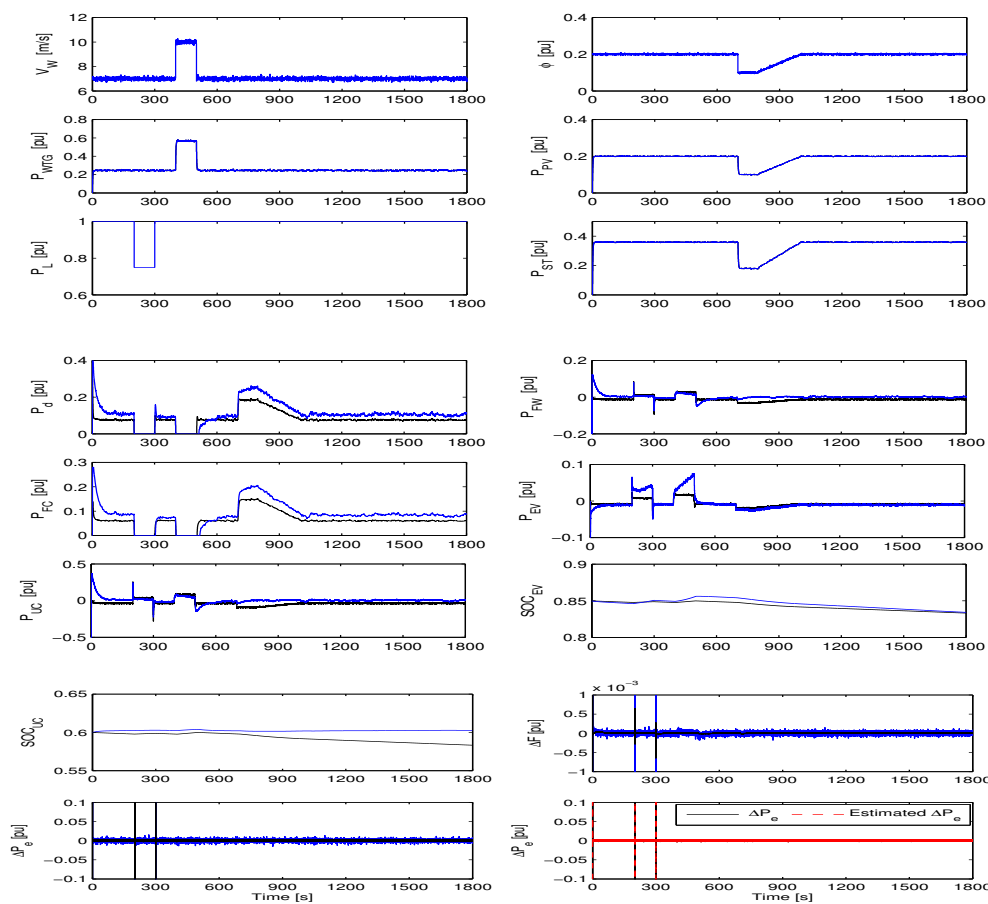 12
10
8
6
V_W [m/s]
0 300 600 900 1200 1500 1800
0.4
0.2
0
ϕ [pu]
0 300 600 900 1200 1500 1800
0.8
0.6
0.4
0.2
0
P_WTG [pu]
0 300 600 900 1200 1500 1800
0.4
0.2
0
P_PV [pu]
0 300 600 900 1200 1500 1800
1
0.8
0.6
P_L [pu]
0 300 600 900 1200 1500 1800
0.4
0.2
0
P_ST [pu]
0 300 600 900 1200 1500 1800
0.4
0.2
0
P_d [pu]
0 300 600 900 1200 1500 1800
0.2
0
−0.2
P_FW [pu]
0 300 600 900 1200 1500 1800
0.3
0.2
0.1
0
P_FC [pu]
0 300 600 900 1200 1500 1800
0.1
0
−0.1
P_EV [pu]
0 300 600 900 1200 1500 1800
0.5
0
−0.5
P_UC [pu]
0 300 600 900 1200 1500 1800
0.9
0.85
0.8
SOC_EV
0 300 600 900 1200 1500 1800
0.65
0.6
0.55
SOC_UC
0 300 600 900 1200 1500 1800
x 10^−3
1
0.5
0
−0.5
−1
ΔF [pu]
0 300 600 900 1200 1500 1800
0.1
0.05
0
−0.05
−0.1
ΔP_e [pu]
0 300 600 900 1200 1500 1800
Time [s]
0.1
0.05
0
−0.05
−0.1
ΔP_e [pu]
ΔP_e Estimated ΔP_e
0 300 600 900 1200 1500 1800
Time [s]